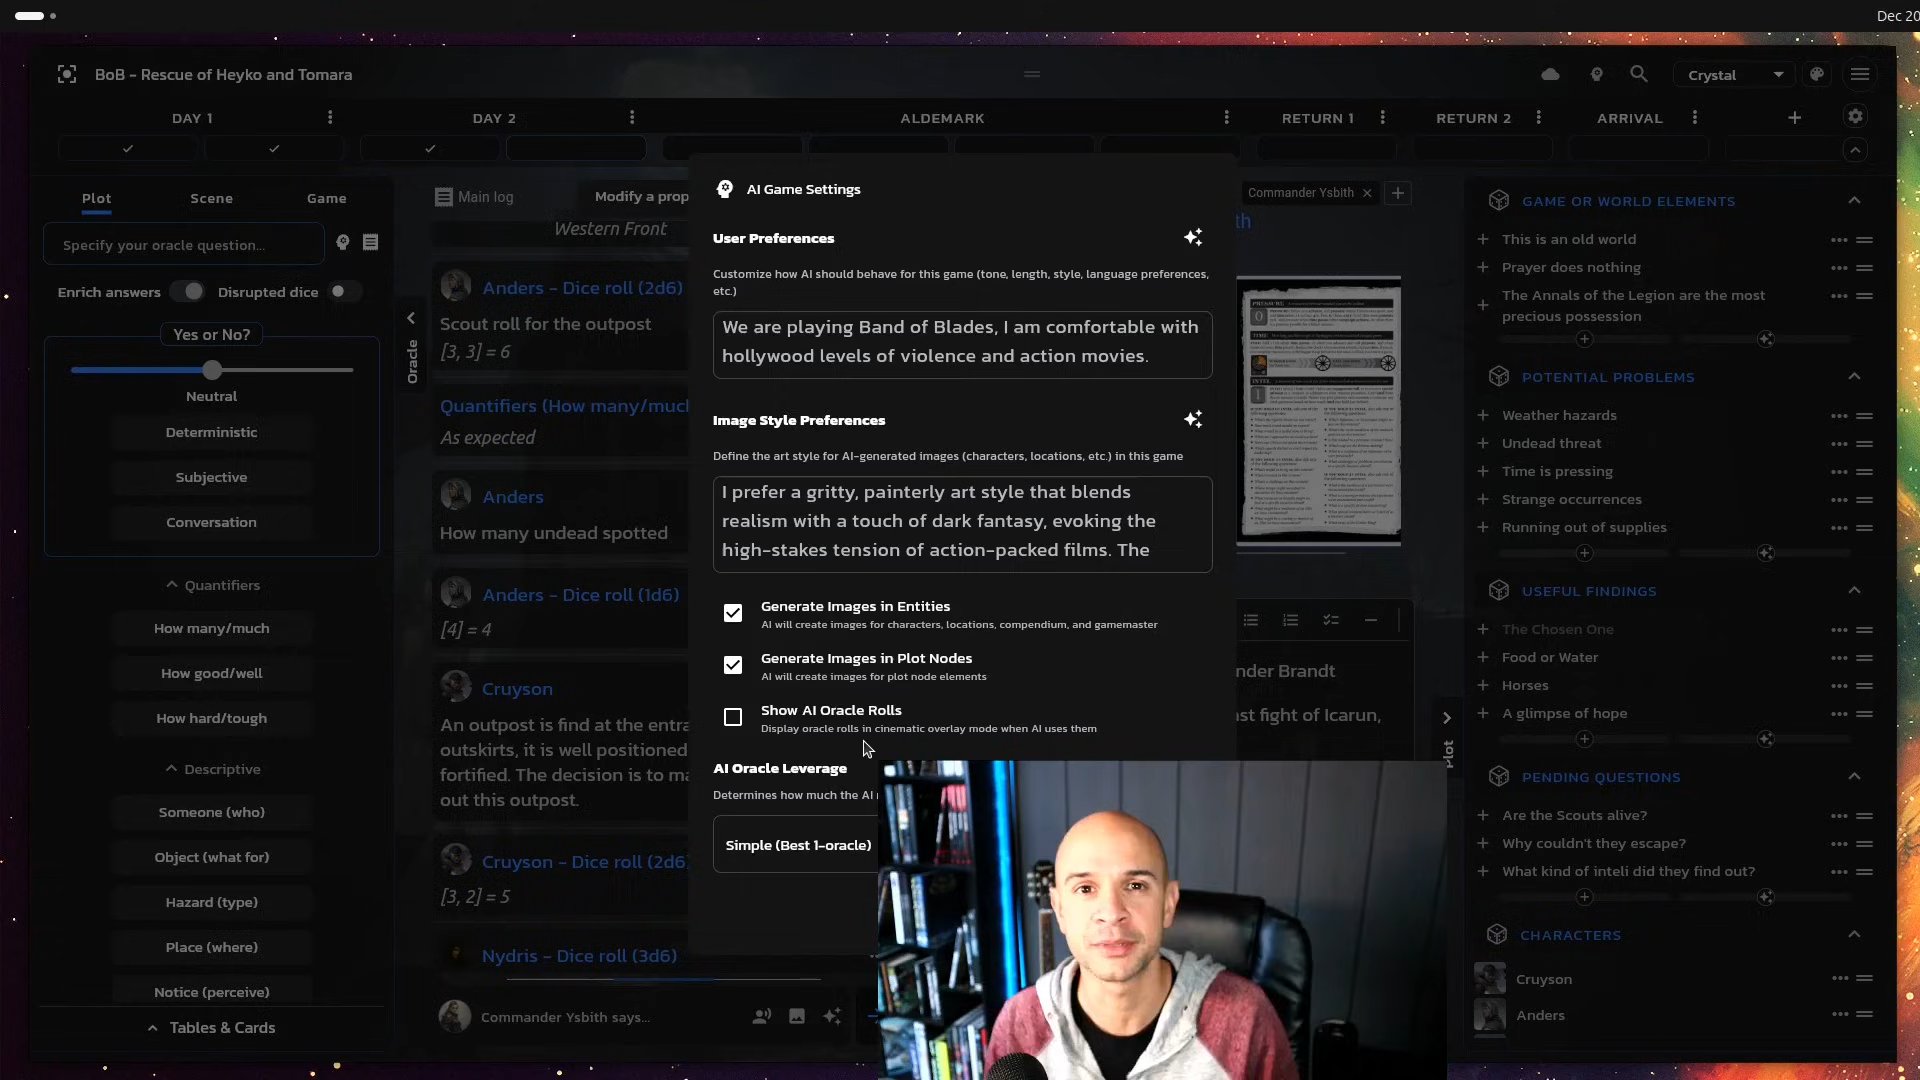 Dec 20
BoB - Rescue of Heyko and Tomara
Crystal
DAY 1
DAY 2
ALDEMARK
RETURN 1
RETURN 2
ARRIVAL
Plot
Scene
Game
Specify your oracle question...
Enrich answers
Disrupted dice
Yes or No?
Neutral
Deterministic
Subjective
Conversation
Quantifiers
How many/much
How good/well
How hard/tough
Descriptive
Someone (who)
Object (what for)
Hazard (type)
Place (where)
Notice (perceive)
Tables & Cards
Oracle
Main log
Modify a prop
Western Front
Anders - Dice roll (2d6)
Scout roll for the outpost
[3, 3] = 6
Quantifiers (How many/much
As expected
Anders
How many undead spotted
Anders - Dice roll (1d6)
[4] = 4
Cruyson
An outpost is find at the entra
outskirts, it is well positioned
fortified. The decision is to ma
out this outpost.
Cruyson - Dice roll (2d6)
[3, 2] = 5
Nydris - Dice roll (3d6)
Commander Ysbith says...
AI Game Settings
User Preferences
Customize how AI should behave for this game (tone, length, style, language preferences,
etc.)
We are playing Band of Blades, I am comfortable with
hollywood levels of violence and action movies.
Image Style Preferences
Define the art style for AI-generated images (characters, locations, etc.) in this game
I prefer a gritty, painterly art style that blends
realism with a touch of dark fantasy, evoking the
high-stakes tension of action-packed films. The
Generate Images in Entities
AI will create images for characters, locations, compendium, and gamemaster
Generate Images in Plot Nodes
AI will create images for plot node elements
Show AI Oracle Rolls
Display oracle rolls in cinematic overlay mode when AI uses them
AI Oracle Leverage
Determines how much the AI
Simple (Best 1-oracle)
Commander Ysbith
th
PRESSURE
TIME
INTEL
nder Brandt
st fight of Icarun,
Plot
GAME OR WORLD ELEMENTS
This is an old world
Prayer does nothing
The Annals of the Legion are the most
precious possession
POTENTIAL PROBLEMS
Weather hazards
Undead threat
Time is pressing
Strange occurrences
Running out of supplies
USEFUL FINDINGS
The Chosen One
Food or Water
Horses
A glimpse of hope
PENDING QUESTIONS
Are the Scouts alive?
Why couldn't they escape?
What kind of inteli did they find out?
CHARACTERS
Cruyson
Anders